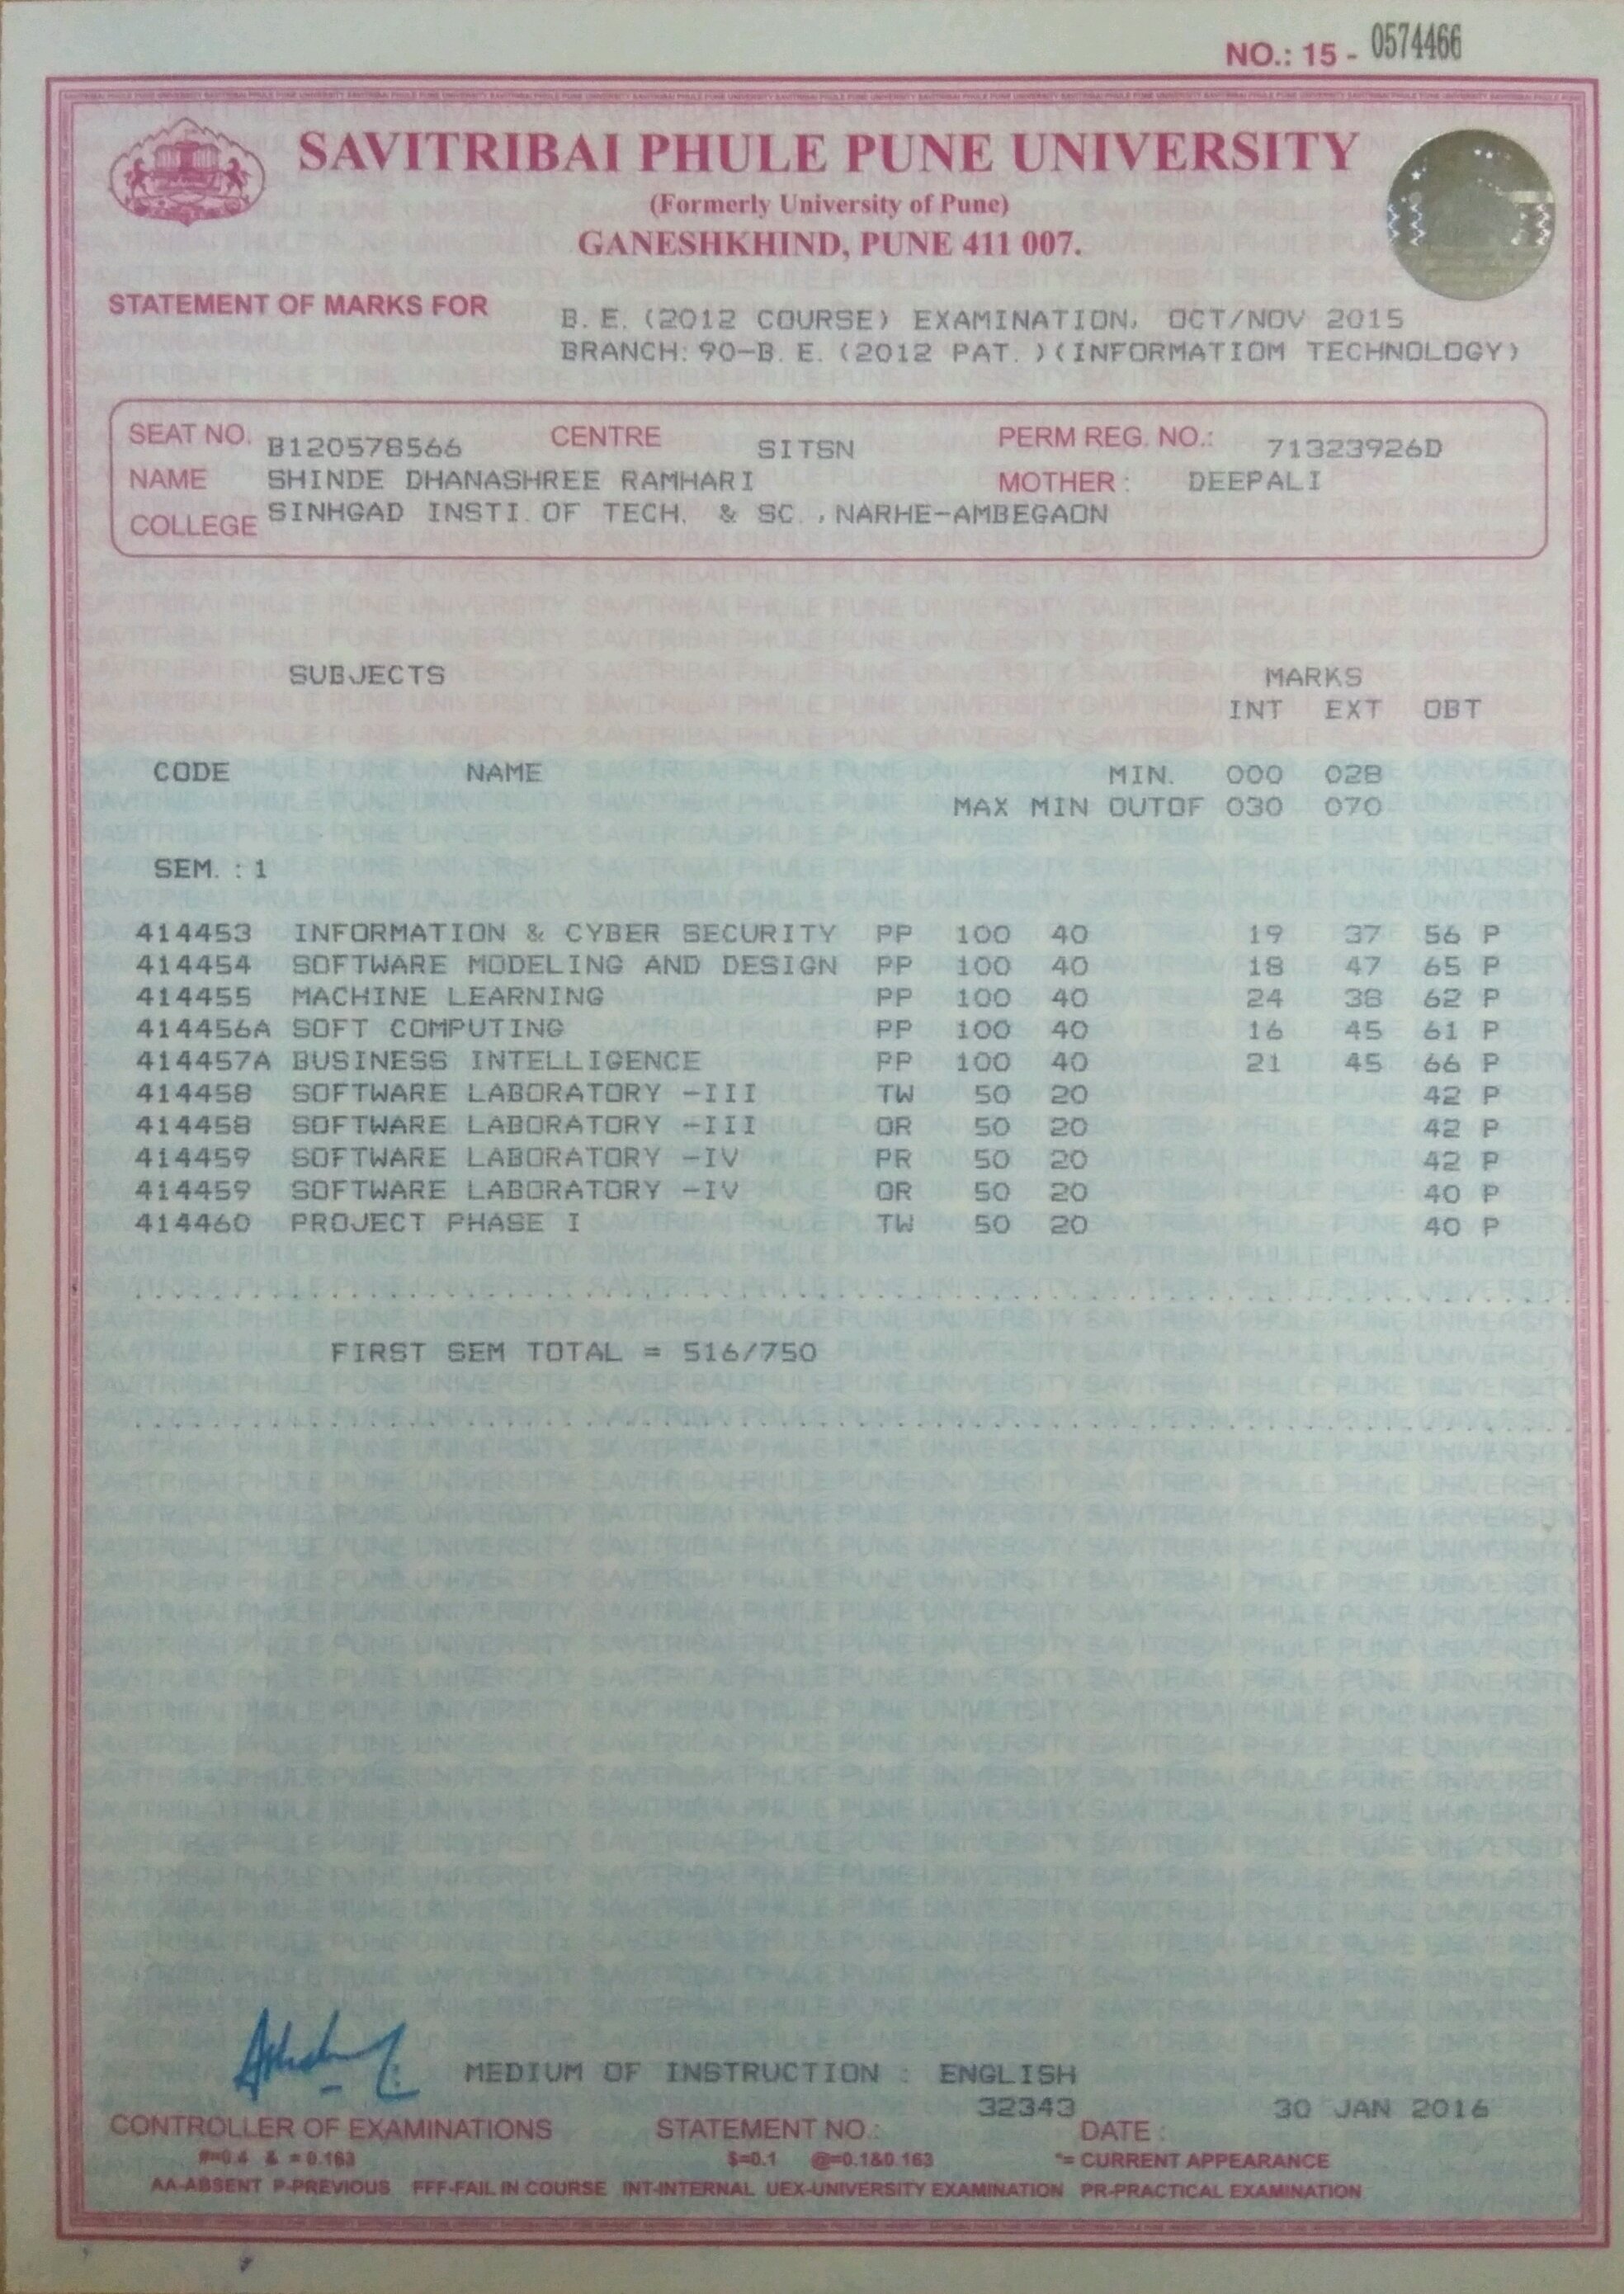 NO.: 15 - 0574466
SAVITRIBAI PHULE PUNE UNIVERSITY
(Formerly University of Pune)
GANESHKHIND, PUNE 411 007.
STATEMENT OF MARKS FOR
B. E. (2012 COURSE) EXAMINATION, OCT/NOV 2015
BRANCH: 90-B. E. (2012 PAT. )(INFORMATIOM TECHNOLOGY)
SEAT NO. B120578566 CENTRE SITSN PERM REG. NO.: 71323926D
NAME SHINDE DHANASHREE RAMHARI MOTHER : DEEPALI
COLLEGE SINHGAD INSTI. OF TECH. & SC. , NARHE-AMBEGAON
SUBJECTS MARKS
INT EXT OBT
CODE NAME MIN. 000 028
MAX MIN OUTOF 030 070
SEM. : 1
414453 INFORMATION & CYBER SECURITY PP 100 40 19 37 56 P
414454 SOFTWARE MODELING AND DESIGN PP 100 40 18 47 65 P
414455 MACHINE LEARNING PP 100 40 24 38 62 P
414456A SOFT COMPUTING PP 100 40 16 45 61 P
414457A BUSINESS INTELLIGENCE PP 100 40 21 45 66 P
414458 SOFTWARE LABORATORY -III TW 50 20 42 P
414458 SOFTWARE LABORATORY -III OR 50 20 42 P
414459 SOFTWARE LABORATORY -IV PR 50 20 42 P
414459 SOFTWARE LABORATORY -IV OR 50 20 40 P
414460 PROJECT PHASE I TW 50 20 40 P
FIRST SEM TOTAL = 516/750
MEDIUM OF INSTRUCTION : ENGLISH
32343 30 JAN 2016
CONTROLLER OF EXAMINATIONS STATEMENT NO.: DATE :
#=0.4 & = 0.163 $=0.1 @=0.1&0.163 *= CURRENT APPEARANCE
AA-ABSENT P-PREVIOUS FFF-FAIL IN COURSE INT-INTERNAL UEX-UNIVERSITY EXAMINATION PR-PRACTICAL EXAMINATION